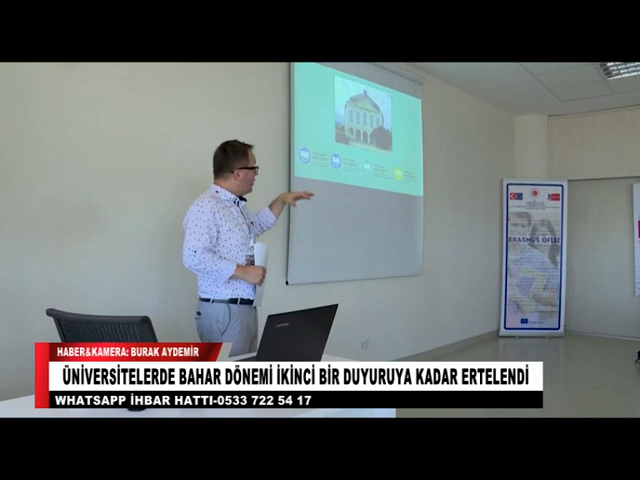 ERASMUS OFİSİ
HABER&KAMERA: BURAK AYDEMİR
ÜNİVERSİTELERDE BAHAR DÖNEMİ İKİNCİ BİR DUYURUYA KADAR ERTELENDİ
WHATSAPP İHBAR HATTI-0533 722 54 17